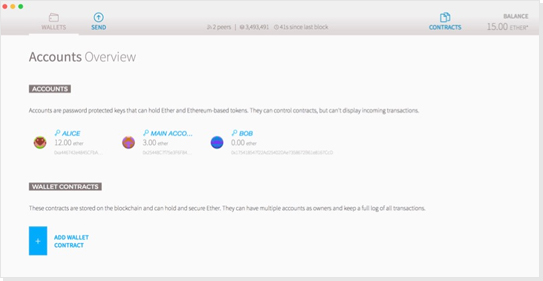 WALLETS
SEND
2 peers | 3,493,491 | 41s since last block
CONTRACTS
BALANCE
15.00 ETHER*
Accounts Overview
ACCOUNTS
Accounts are password protected keys that can hold Ether and Ethereum-based tokens. They can control contracts, but can't display incoming transactions.
ALICE
12.00 ether
MAIN ACCO...
3.00 ether
BOB
0.00 ether
WALLET CONTRACTS
These contracts are stored on the blockchain and can hold and secure Ether. They can have multiple accounts as owners and keep a full log of all transactions.
+
ADD WALLET
CONTRACT